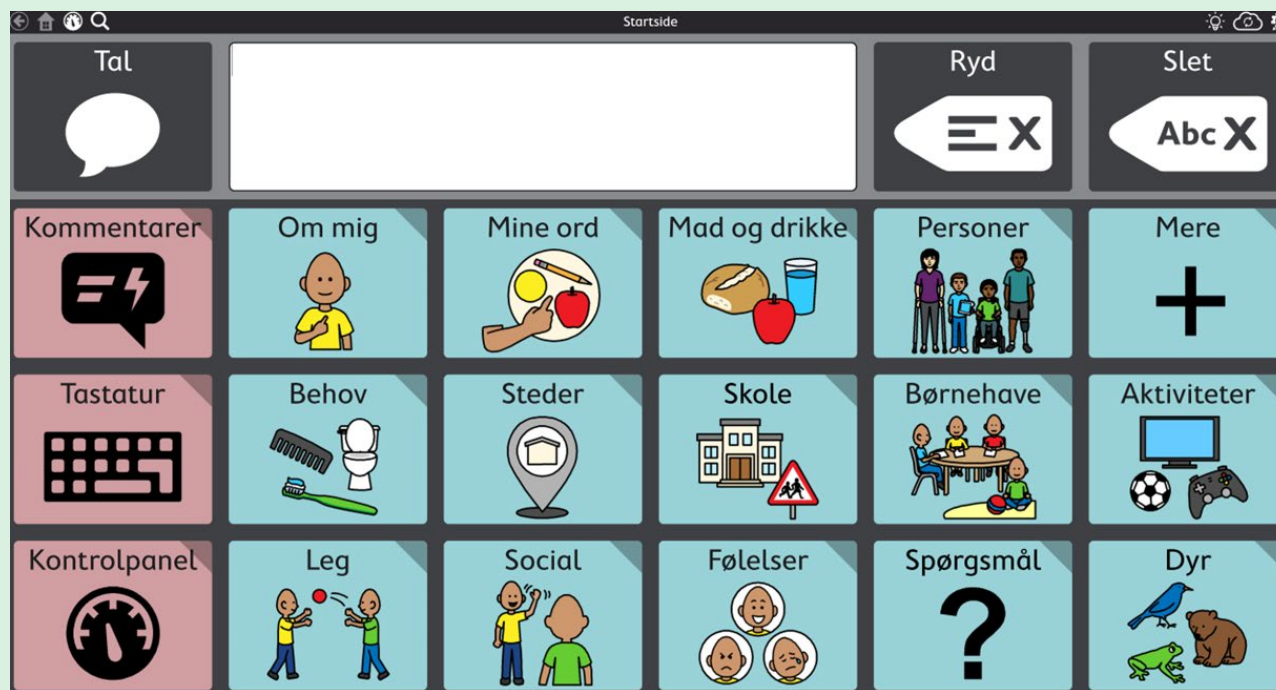 Startside
Tal
Ryd
Slet
Abc X
Kommentarer
Om mig
Mine ord
Mad og drikke
Personer
Mere
Tastatur
Behov
Steder
Skole
Børnehave
Aktiviteter
Kontrolpanel
Leg
Social
Følelser
Spørgsmål
?
Dyr